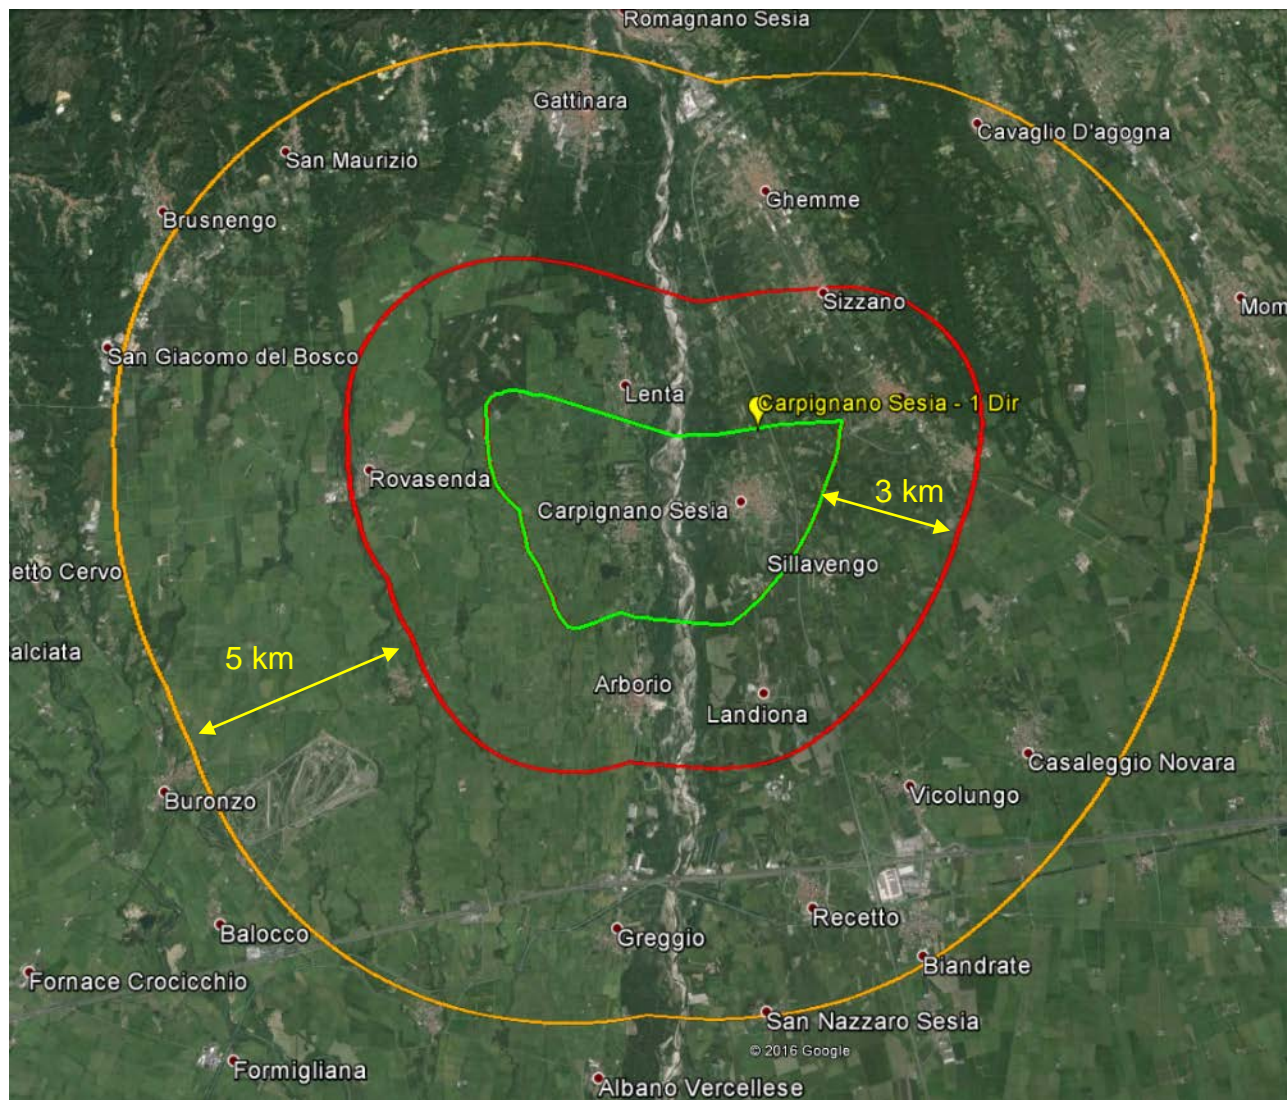 Romagnano Sesia
Gattinara
Cavaglio D'agogna
San Maurizio
Ghemme
Brusnengo
Sizzano
Mom
San Giacomo del Bosco
Lenta
Carpignano Sesia - 1 Dir
Rovasenda
3 km
Carpignano Sesia
Sillavengo
etto Cervo
alciata
5 km
Arborio
Landiona
Casaleggio Novara
Buronzo
Vicolungo
Recetto
Balocco
Greggio
Biandrate
Fornace Crocicchio
San Nazzaro Sesia
© 2016 Google
Formigliana
Albano Vercellese